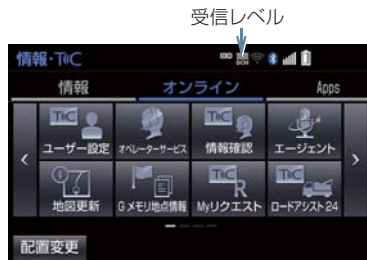 受信レベル
情報・T@C
DCM
情報 オンライン Apps
T@C T@C
ユーザー設定 オペレーターサービス 情報確認 エージェント
T@C T@C
R
地図更新 G メモリ地点情報 Myリクエスト ロードアシスト24
配置変更